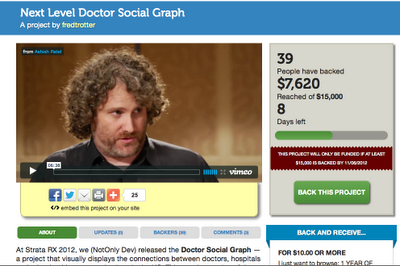 Next Level Doctor Social Graph
A project by fredtrotter
from Ashish Patel
39
People have backed
$7,620
Reached of $15,000
8
Days left
THIS PROJECT WILL ONLY BE FUNDED IF AT LEAST
$15,000 IS BACKED BY 11/06/2012
vimeo
BACK THIS PROJECT
25
</> embed this project on your site
ABOUT
UPDATES (0)
BACKERS (39)
COMMENTS (0)
At Strata RX 2012, we (NotOnly Dev) released the Doctor Social Graph —
a project that visually displays the connections between doctors, hospitals
BACK AND RECEIVE...
FOR $10.00 OR MORE
I just want to browse: 1 YEAR OF